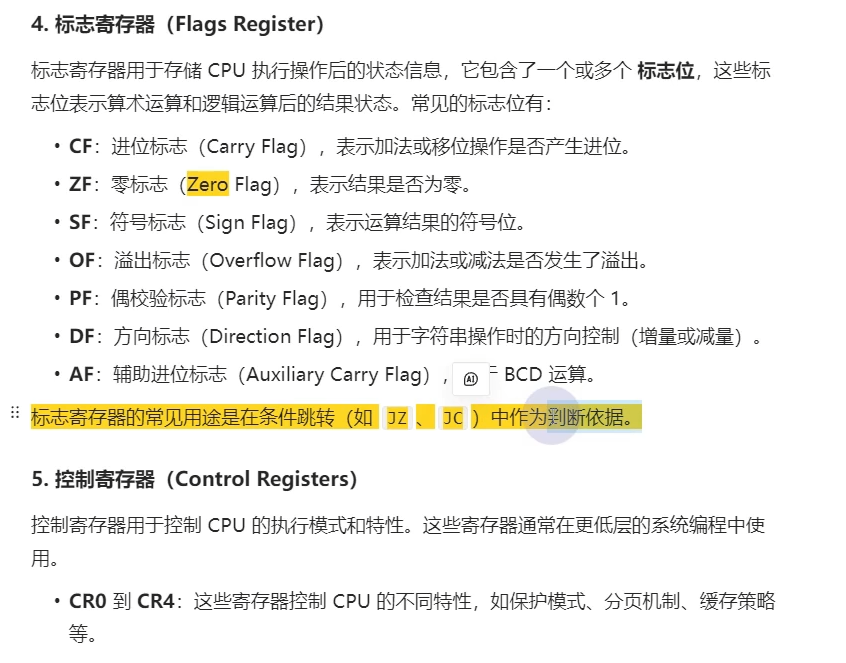 4. 标志寄存器（Flags Register）
标志寄存器用于存储 CPU 执行操作后的状态信息，它包含了一个或多个 标志位，这些标
志位表示算术运算和逻辑运算后的结果状态。常见的标志位有：
• CF：进位标志（Carry Flag），表示加法或移位操作是否产生进位。
• ZF：零标志（Zero Flag），表示结果是否为零。
• SF：符号标志（Sign Flag），表示运算结果的符号位。
• OF：溢出标志（Overflow Flag），表示加法或减法是否发生了溢出。
• PF：偶校验标志（Parity Flag），用于检查结果是否具有偶数个 1。
• DF：方向标志（Direction Flag），用于字符串操作时的方向控制（增量或减量）。
• AF：辅助进位标志（Auxiliary Carry Flag）, AI BCD 运算。
标志寄存器的常见用途是在条件跳转（如 JZ 、 JC ）中作为判断依据。
5. 控制寄存器（Control Registers）
控制寄存器用于控制 CPU 的执行模式和特性。这些寄存器通常在更低层的系统编程中使
用。
• CR0 到 CR4：这些寄存器控制 CPU 的不同特性，如保护模式、分页机制、缓存策略
等。